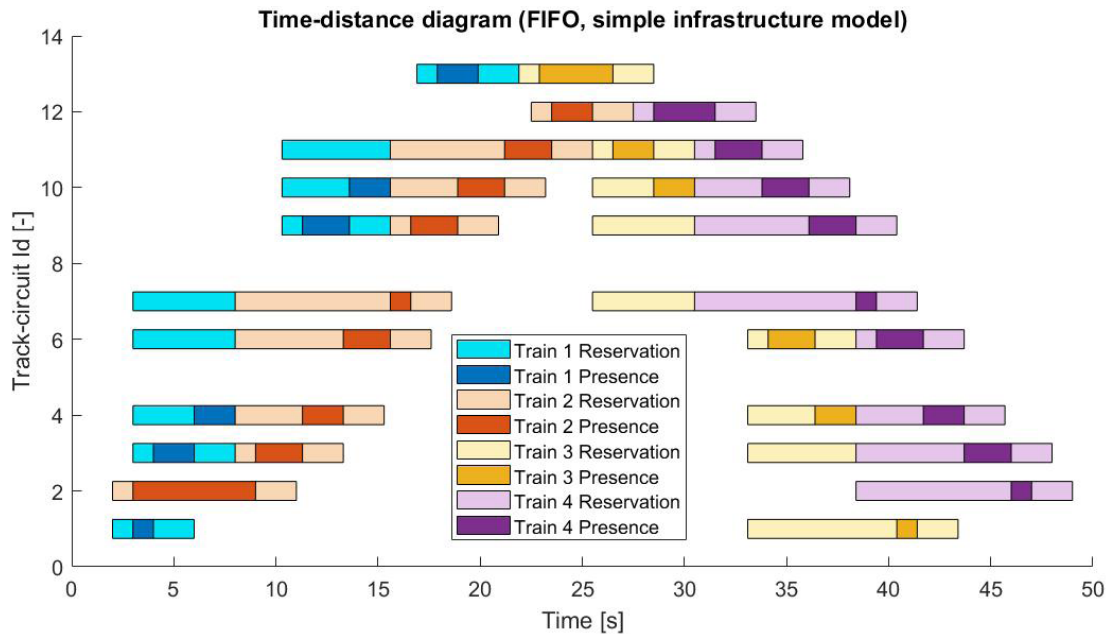 Time-distance diagram (FIFO, simple infrastructure model)
14
12
10
8
6
4
2
0
Track-circuit Id [-]
Train 1 Reservation
Train 1 Presence
Train 2 Reservation
Train 2 Presence
Train 3 Reservation
Train 3 Presence
Train 4 Reservation
Train 4 Presence
0 5 10 15 20 25 30 35 40 45 50
Time [s]